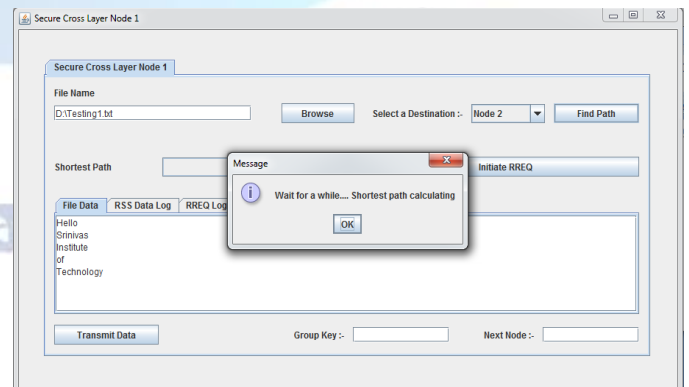 Secure Cross Layer Node 1
Secure Cross Layer Node 1
File Name
D:\Testing1.txt Browse Select a Destination :- Node 2 Find Path
Shortest Path Initiate RREQ
Message
Wait for a while.... Shortest path calculating
OK
File Data RSS Data Log RREQ Log
Hello
Srinivas
Institute
of
Technology
Transmit Data Group Key :- Next Node :-